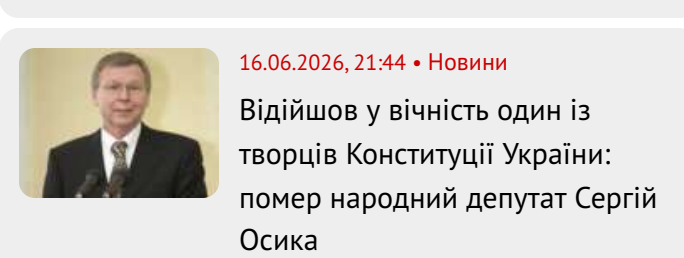 16.06.2026, 21:44 • Новини
Відійшов у вічність один із
творців Конституції України:
помер народний депутат Сергій
Осика